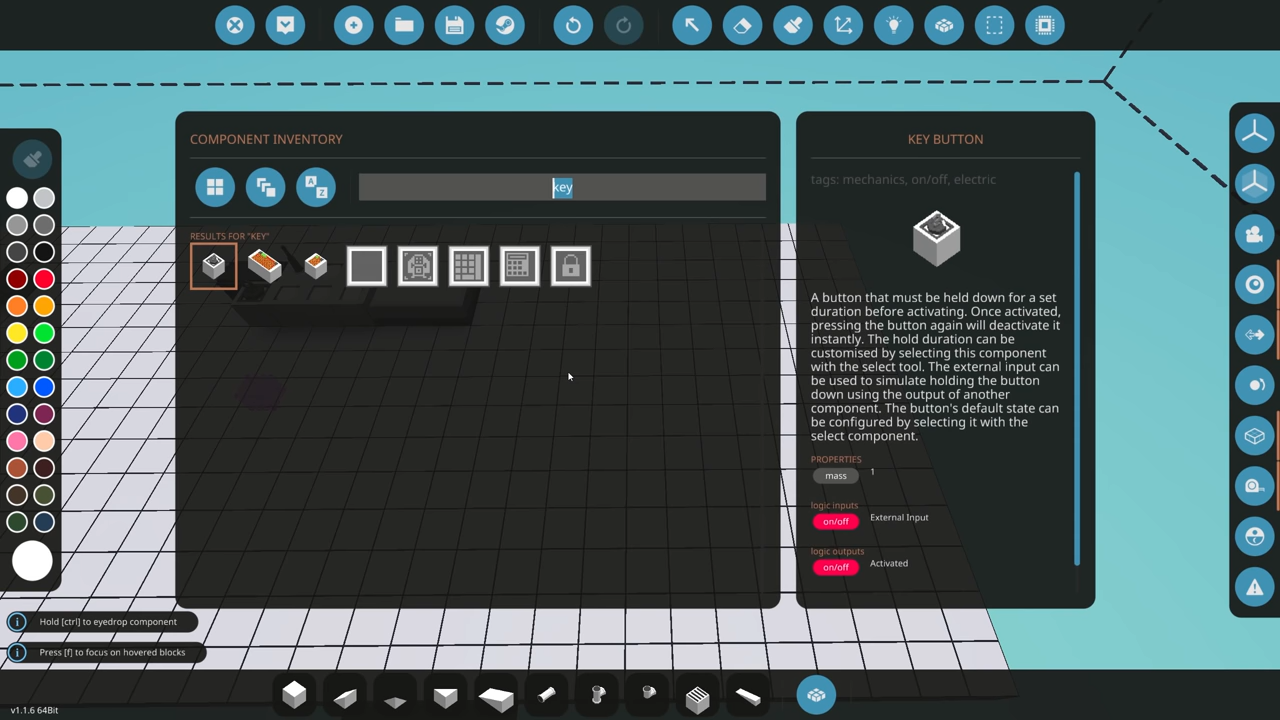 COMPONENT INVENTORY
A
Z
key
RESULTS FOR "KEY"
KEY BUTTON
tags: mechanics, on/off, electric
A button that must be held down for a set
duration before activating. Once activated,
pressing the button again will deactivate it
instantly. The hold duration can be
customised by selecting this component
with the select tool. The external input can
be used to simulate holding the button
down using the output of another
component. The button's default state can
be configured by selecting it with the
select component.
PROPERTIES
mass 1
logic inputs
on/off External Input
logic outputs
on/off Activated
Hold [ctrl] to eyedrop component
Press [f] to focus on hovered blocks
v1.1.6 64Bit